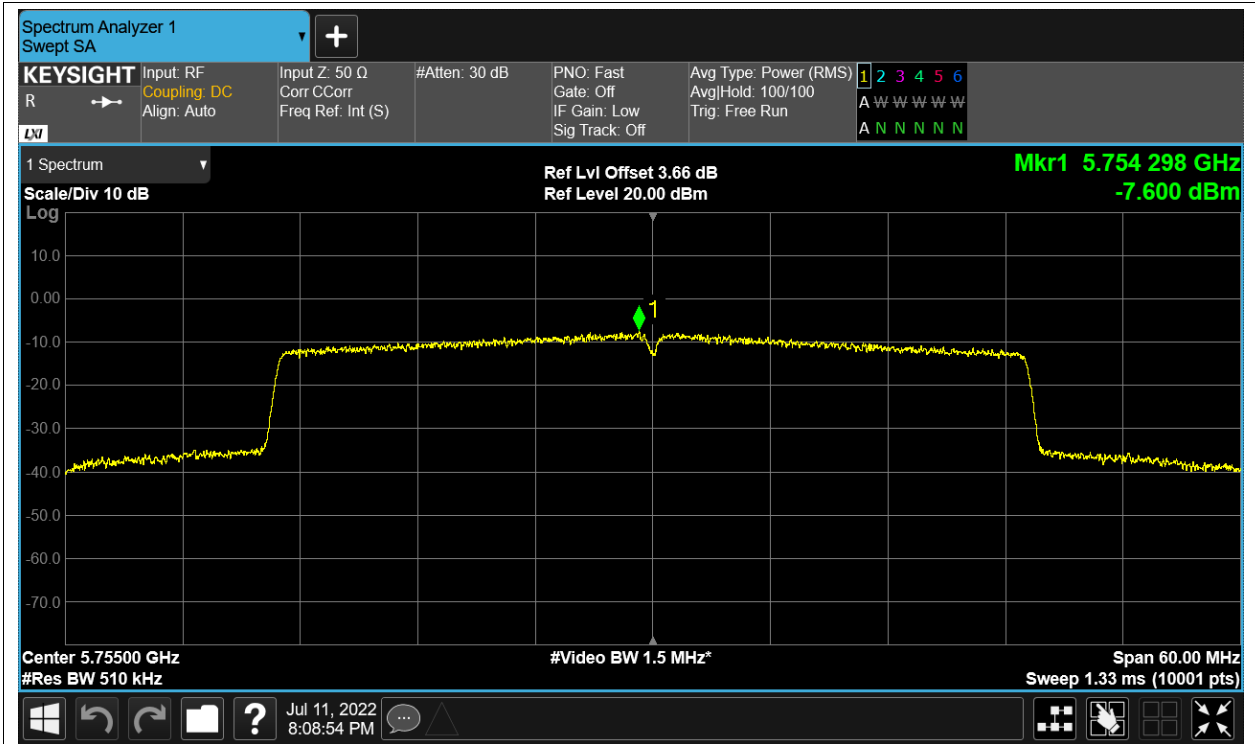 Spectrum Analyzer 1
Swept SA
+
KEYSIGHT
R
LXI
Input: RF
Coupling: DC
Align: Auto
Input Z: 50 Ω
Corr CCorr
Freq Ref: Int (S)
#Atten: 30 dB
PNO: Fast
Gate: Off
IF Gain: Low
Sig Track: Off
Avg Type: Power (RMS)
Avg|Hold: 100/100
Trig: Free Run
1 2 3 4 5 6
A W W W W W
A N N N N N
1 Spectrum
Scale/Div 10 dB
Ref Lvl Offset 3.66 dB
Ref Level 20.00 dBm
Mkr1 5.754 298 GHz
-7.600 dBm
Log
10.0
0.00
-10.0
-20.0
-30.0
-40.0
-50.0
-60.0
-70.0
1
Center 5.75500 GHz
#Res BW 510 kHz
#Video BW 1.5 MHz*
Span 60.00 MHz
Sweep 1.33 ms (10001 pts)
?
Jul 11, 2022
8:08:54 PM